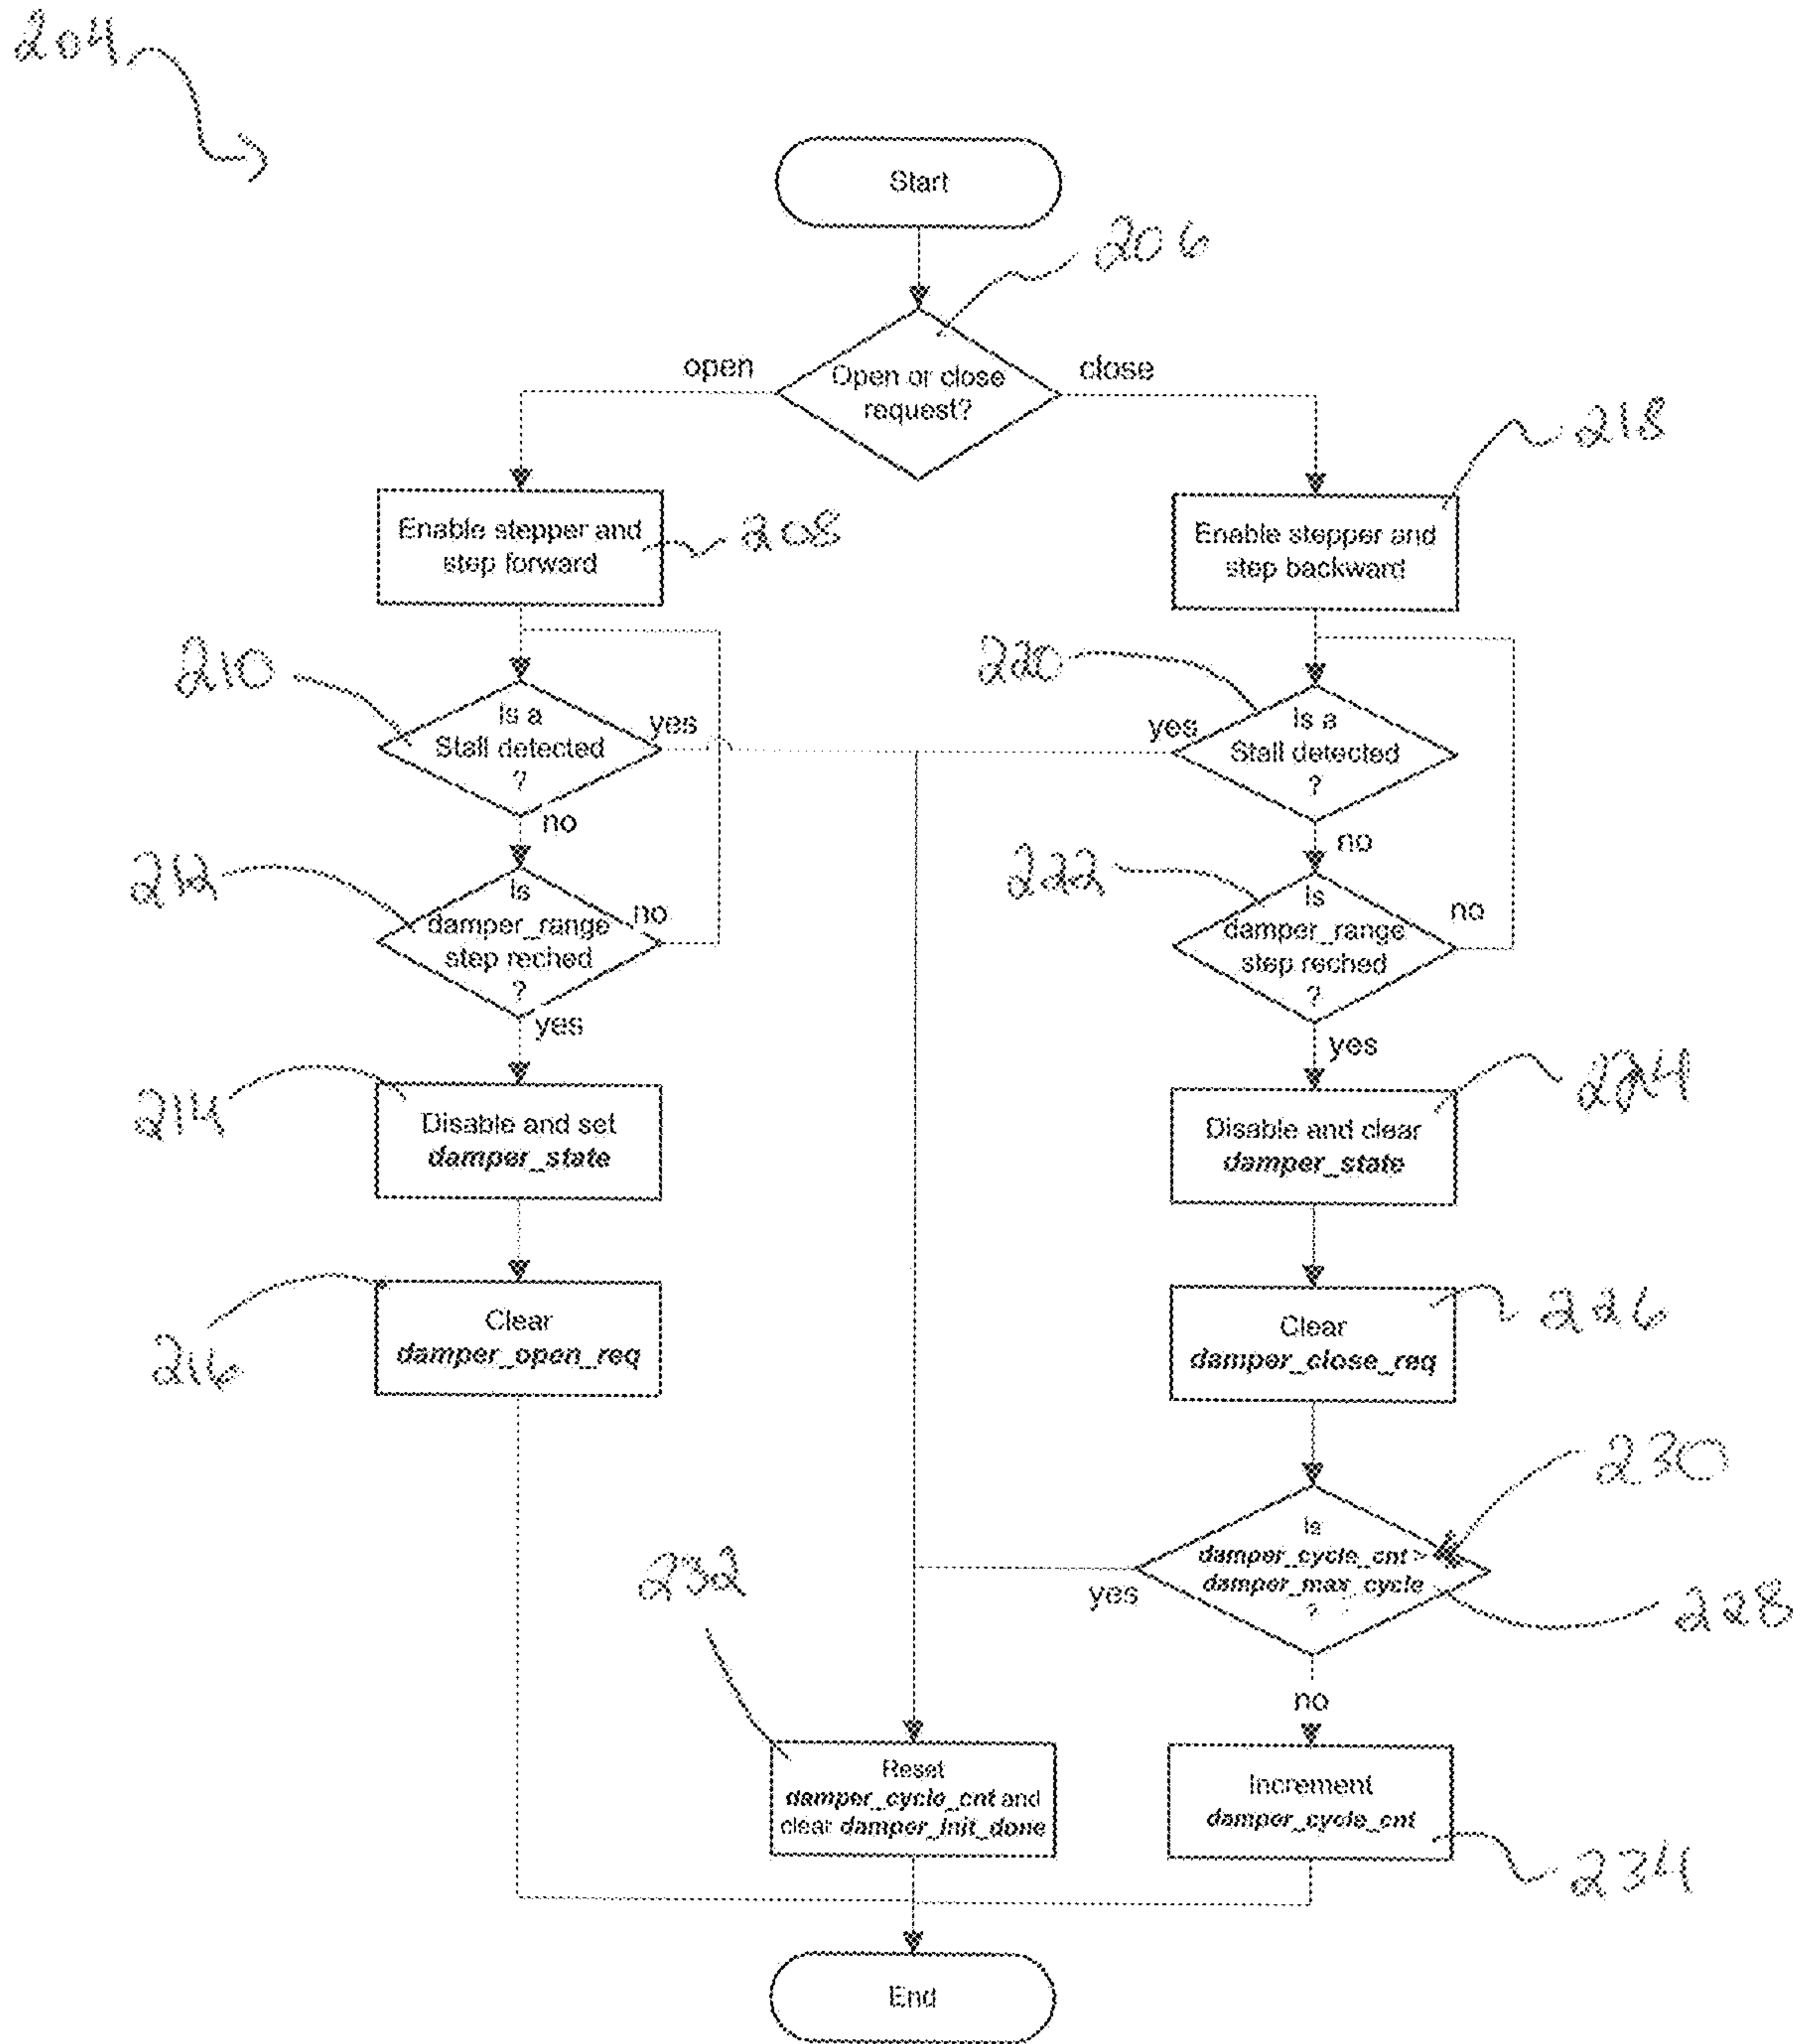 204
Start
206
open
Open or close
request?
close
218
Enable stepper and
step forward
208
Enable stepper and
step backward
210
Is a
Stall detected
?
yes
no
220
yes
Is a
Stall detected
?
no
212
Is
damper_range
step reched
?
no
yes
222
Is
damper_range
step reched
?
no
yes
214
Disable and set
damper_state
224
Disable and clear
damper_state
216
Clear
damper_open_req
226
Clear
damper_close_req
230
Is
damper_cycle_cnt >
damper_max_cycle
?
yes
228
no
232
Reset
damper_cycle_cnt and
clear damper_init_done
Increment
damper_cycle_cnt
234
End